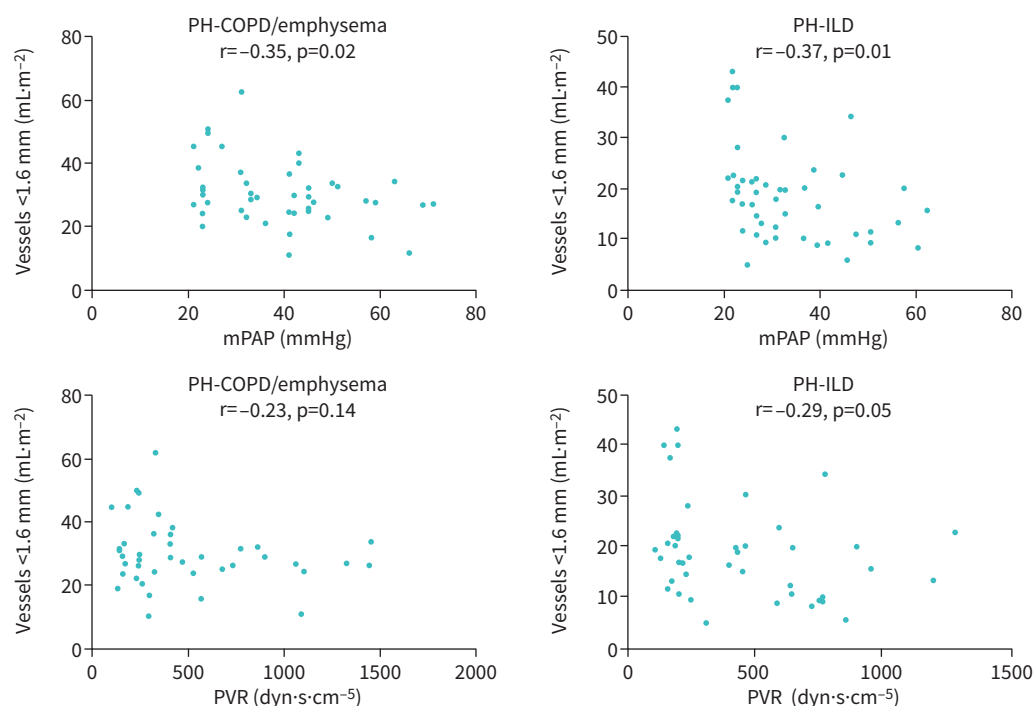 PH-COPD/emphysema
r=–0.35, p=0.02
Vessels <1.6 mm (mL·m⁻²)
80
60
40
20
0
0 20 40 60 80
mPAP (mmHg)
PH-ILD
r=–0.37, p=0.01
Vessels <1.6 mm (mL·m⁻²)
50
40
30
20
10
0
0 20 40 60 80
mPAP (mmHg)
PH-COPD/emphysema
r=–0.23, p=0.14
Vessels <1.6 mm (mL·m⁻²)
80
60
40
20
0
0 500 1000 1500 2000
PVR (dyn·s·cm⁻⁵)
PH-ILD
r=–0.29, p=0.05
Vessels <1.6 mm (mL·m⁻²)
50
40
30
20
10
0
0 500 1000 1500
PVR (dyn·s·cm⁻⁵)